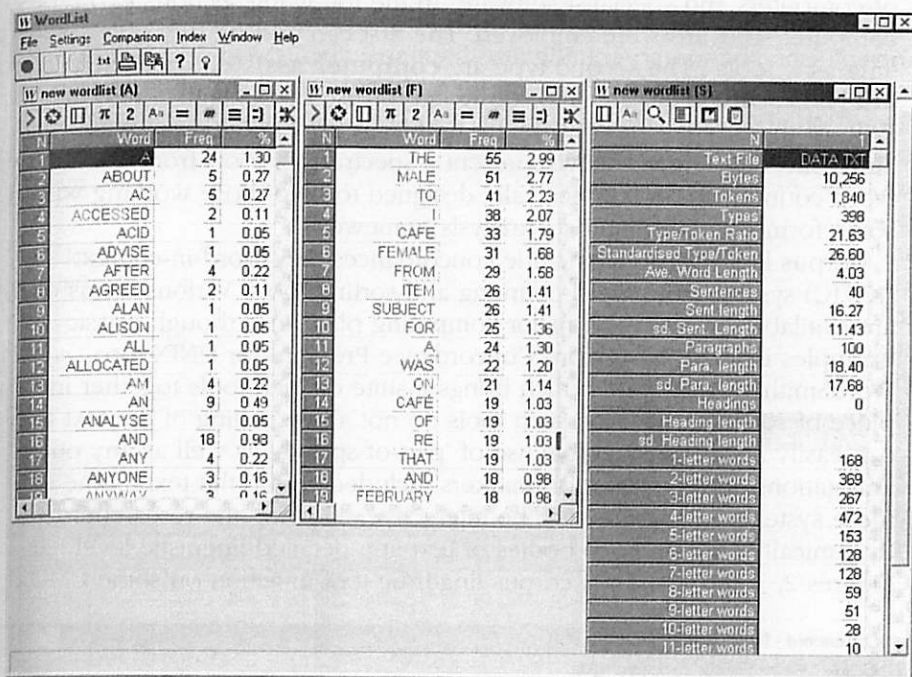 WordList
File Settings Comparison Index Window Help
txt ?
new wordlist (A)
> π 2 Aa =
N Word Freq. %
1 A 24 1.30
2 ABOUT 5 0.27
3 AC 5 0.27
4 ACCESSED 2 0.11
5 ACID 1 0.05
6 ADVISE 1 0.05
7 AFTER 4 0.22
8 AGREED 2 0.11
9 ALAN 1 0.05
10 ALISON 1 0.05
11 ALL 1 0.05
12 ALLOCATED 1 0.05
13 AM 4 0.22
14 AN 9 0.49
15 ANALYSE 1 0.05
16 AND 18 0.98
17 ANY 4 0.22
18 ANYONE 3 0.16
19 ANYWAY 3 0.16
new wordlist (F)
> π 2 Aa =
N Word Freq. %
1 THE 55 2.99
2 MALE 51 2.77
3 TO 41 2.23
4 I 38 2.07
5 CAFE 33 1.79
6 FEMALE 31 1.68
7 FROM 29 1.58
8 ITEM 26 1.41
9 SUBJECT 26 1.41
10 FOR 25 1.36
11 A 24 1.30
12 WAS 22 1.20
13 ON 21 1.14
14 CAFÉ 19 1.03
15 OF 19 1.03
16 RE 19 1.03
17 THAT 19 1.03
18 AND 18 0.98
19 FEBRUARY 18 0.98
new wordlist (S)
Aa
N 1
Text File DATA.TXT
Bytes 10,256
Tokens 1,840
Types 398
Type/Token Ratio 21.63
Standardised Type/Token 26.60
Ave. Word Length 4.03
Sentences 40
Sent.length 16.27
sd. Sent. Length 11.43
Paragraphs 100
Para. length 18.40
sd. Para. length 17.68
Headings 0
Heading length
sd. Heading length
1-letter words 168
2-letter words 369
3-letter words 267
4-letter words 472
5-letter words 153
6-letter words 128
7-letter words 128
8-letter words 59
9-letter words 51
10-letter words 28
11-letter words 10